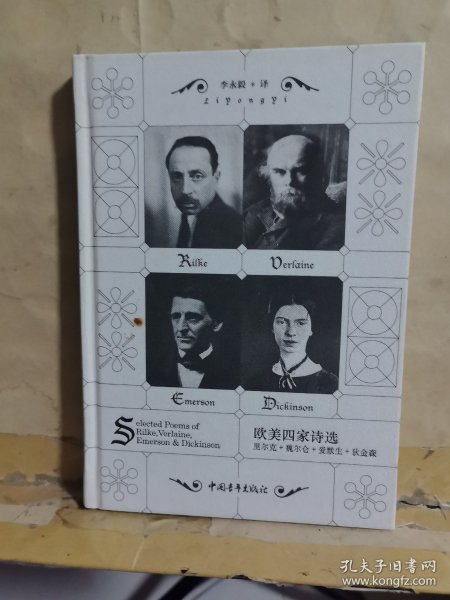 李永毅 * 译
Liyongyi
Rilke
Verlaine
Emerson
Dickinson
Selected Poems of
Rilke, Verlaine,
Emerson & Dickinson
欧美四家诗选
里尔克 + 魏尔仑 + 爱默生 + 狄金森
中国青年出版社
孔夫子旧书网
www.kongfz.com